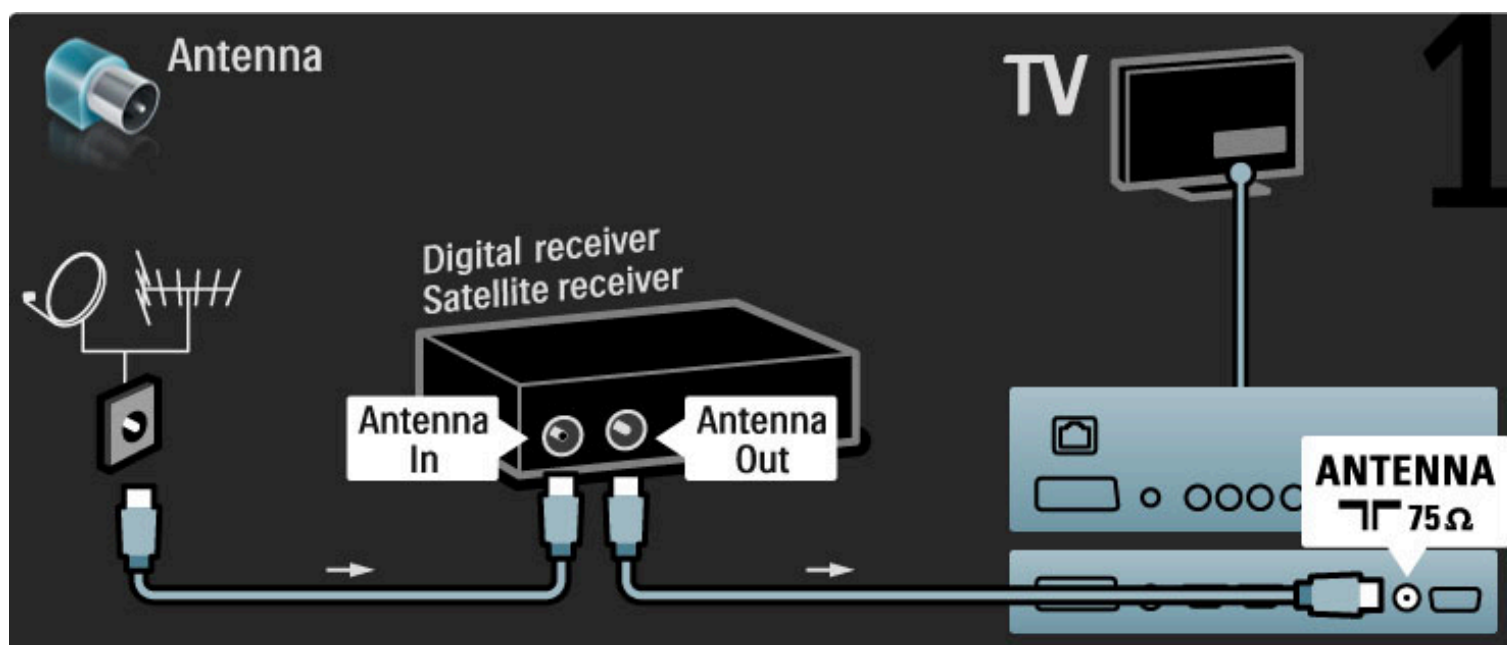 Antenna
TV
1
Digital receiver
Satellite receiver
Antenna
In
Antenna
Out
ANTENNA
75 Ω